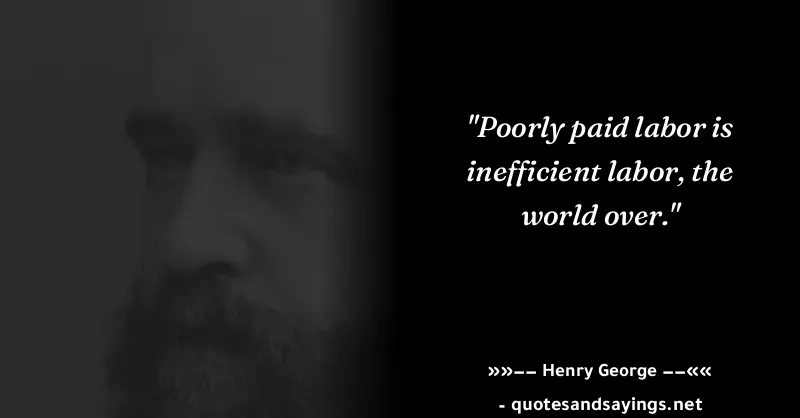 "Poorly paid labor is
inefficient labor, the
world over."
»»–– Henry George ––««
- quotesandsayings.net